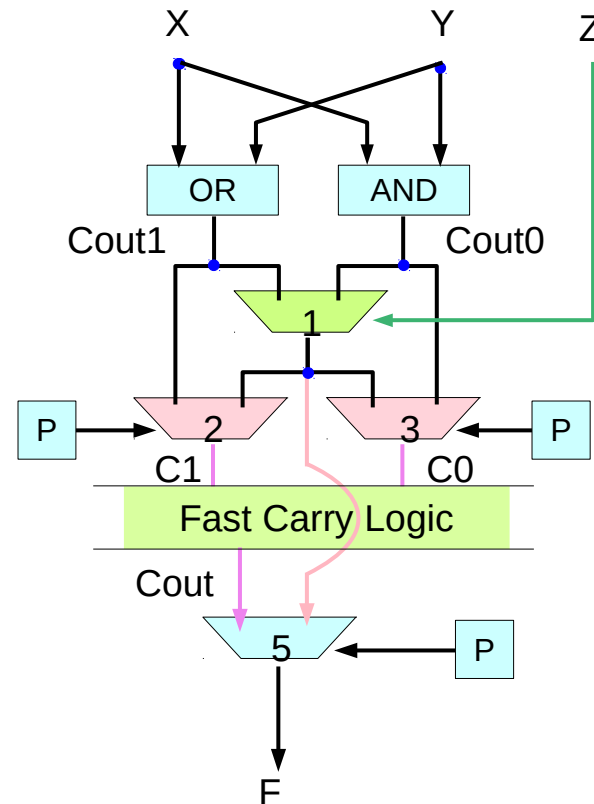 X Y Z
OR AND
Cout1 Cout0
1
P 2 3 P
C1 C0
Fast Carry Logic
Cout
5 P
F